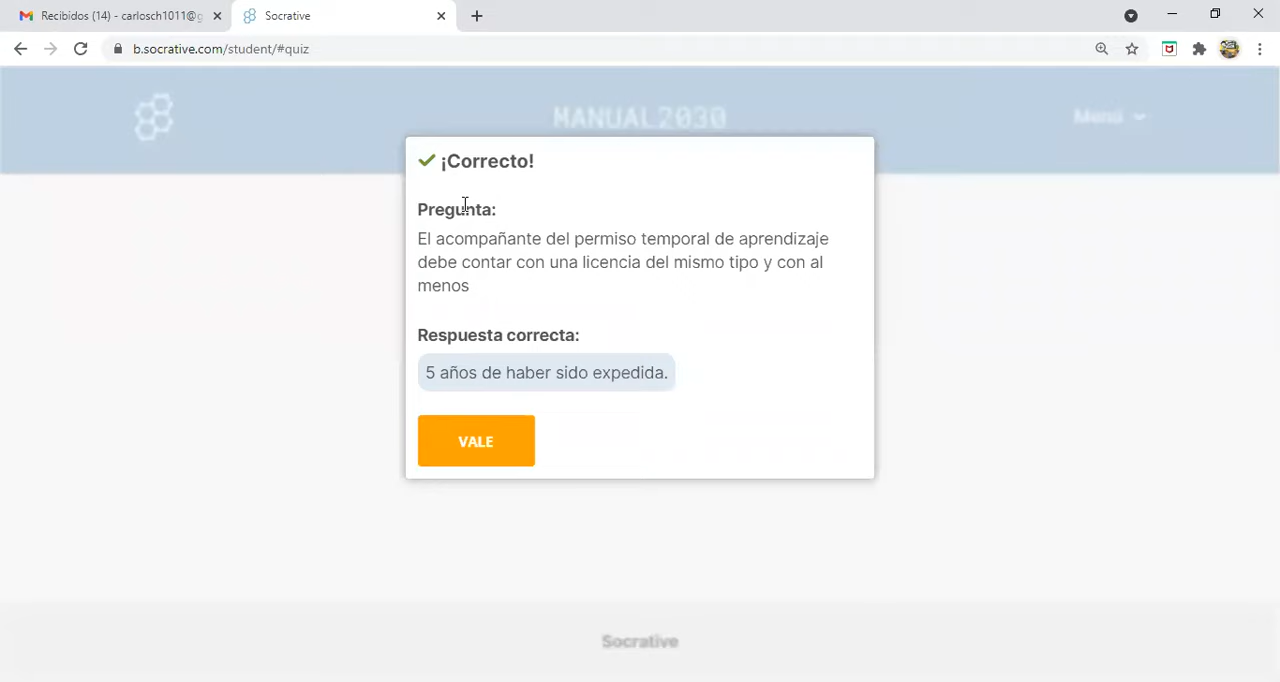 Recibidos (14) - carlosch1011@g
Socrative
b.socrative.com/student/#quiz
MANUAL2030
Menú
¡Correcto!
Pregunta:
El acompañante del permiso temporal de aprendizaje
debe contar con una licencia del mismo tipo y con al
menos
Respuesta correcta:
5 años de haber sido expedida.
VALE
Socrative